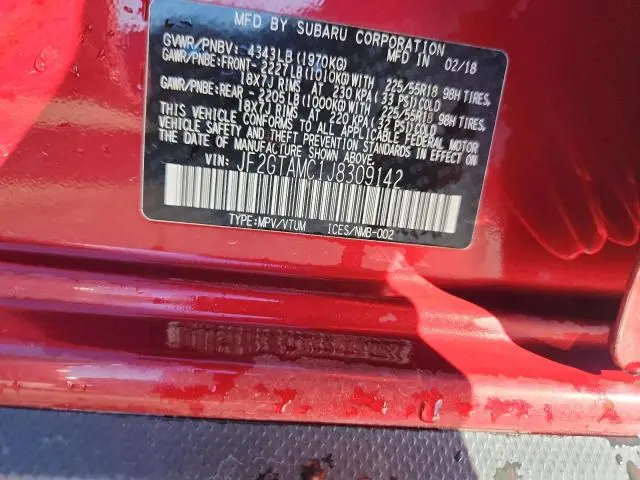 MFD BY SUBARU CORPORATION
GVWR/PNBV: 4343LB(1970KG) MFD IN 02/18
GAWR/PNBE:FRONT- 2227LB(1010KG)WITH 225/55R18 98H TIRES,
18X7J RIMS AT 230 KPA(33 PSI)COLD
GAWR/PNBE:REAR - 2205LB(1000KG)WITH 225/55R18 98H TIRES,
18X7J RIMS AT 220 KPA(32 PSI)COLD
THIS VEHICLE CONFORMS TO ALL APPLICABLE FEDERAL MOTOR
VEHICLE SAFETY AND THEFT PREVENTION STANDARDS IN EFFECT ON
THE DATE OF MANUFACTURE SHOWN ABOVE.
VIN: JF2GTAMC1J8309142
TYPE:MPV/VTUM ICES/NMB-002